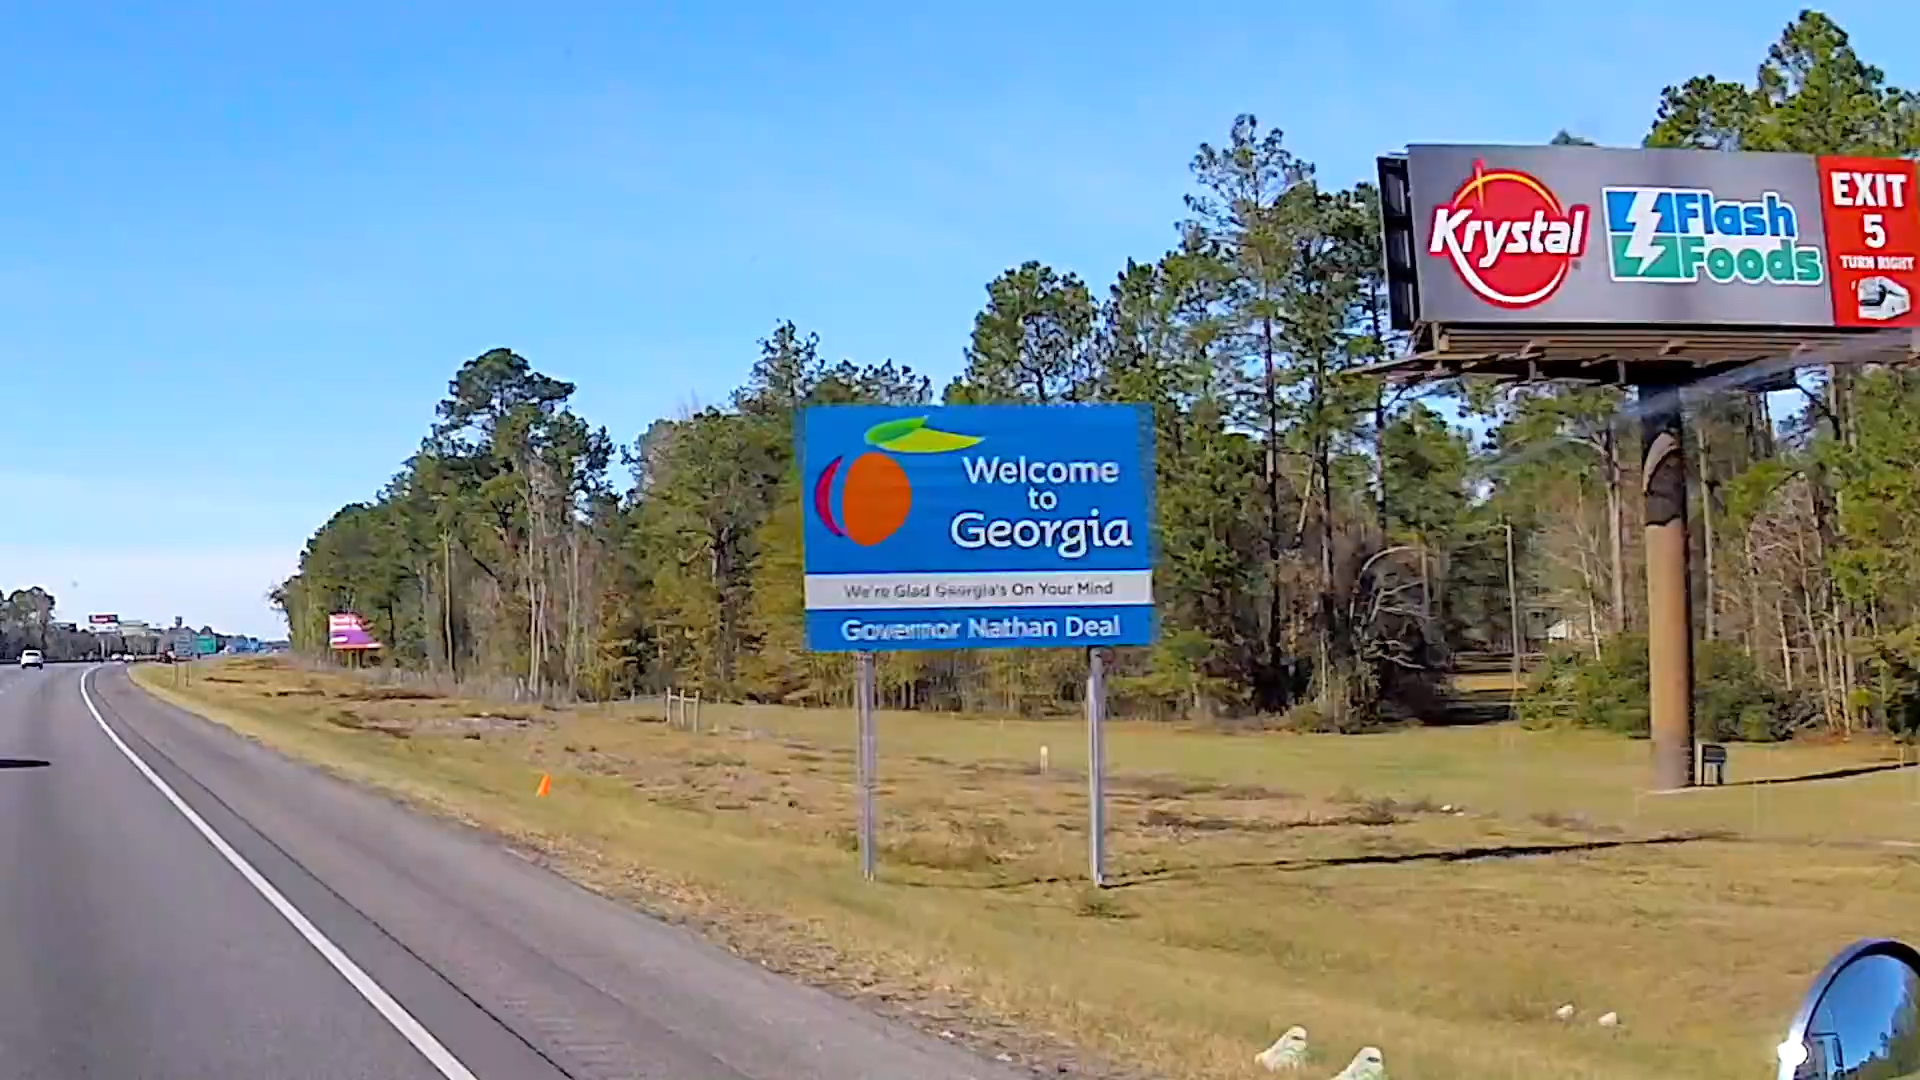 Welcome
to
Georgia
We're Glad Georgia's On Your Mind
Governor Nathan Deal
Krystal
Flash
Foods
EXIT
5
TURN RIGHT